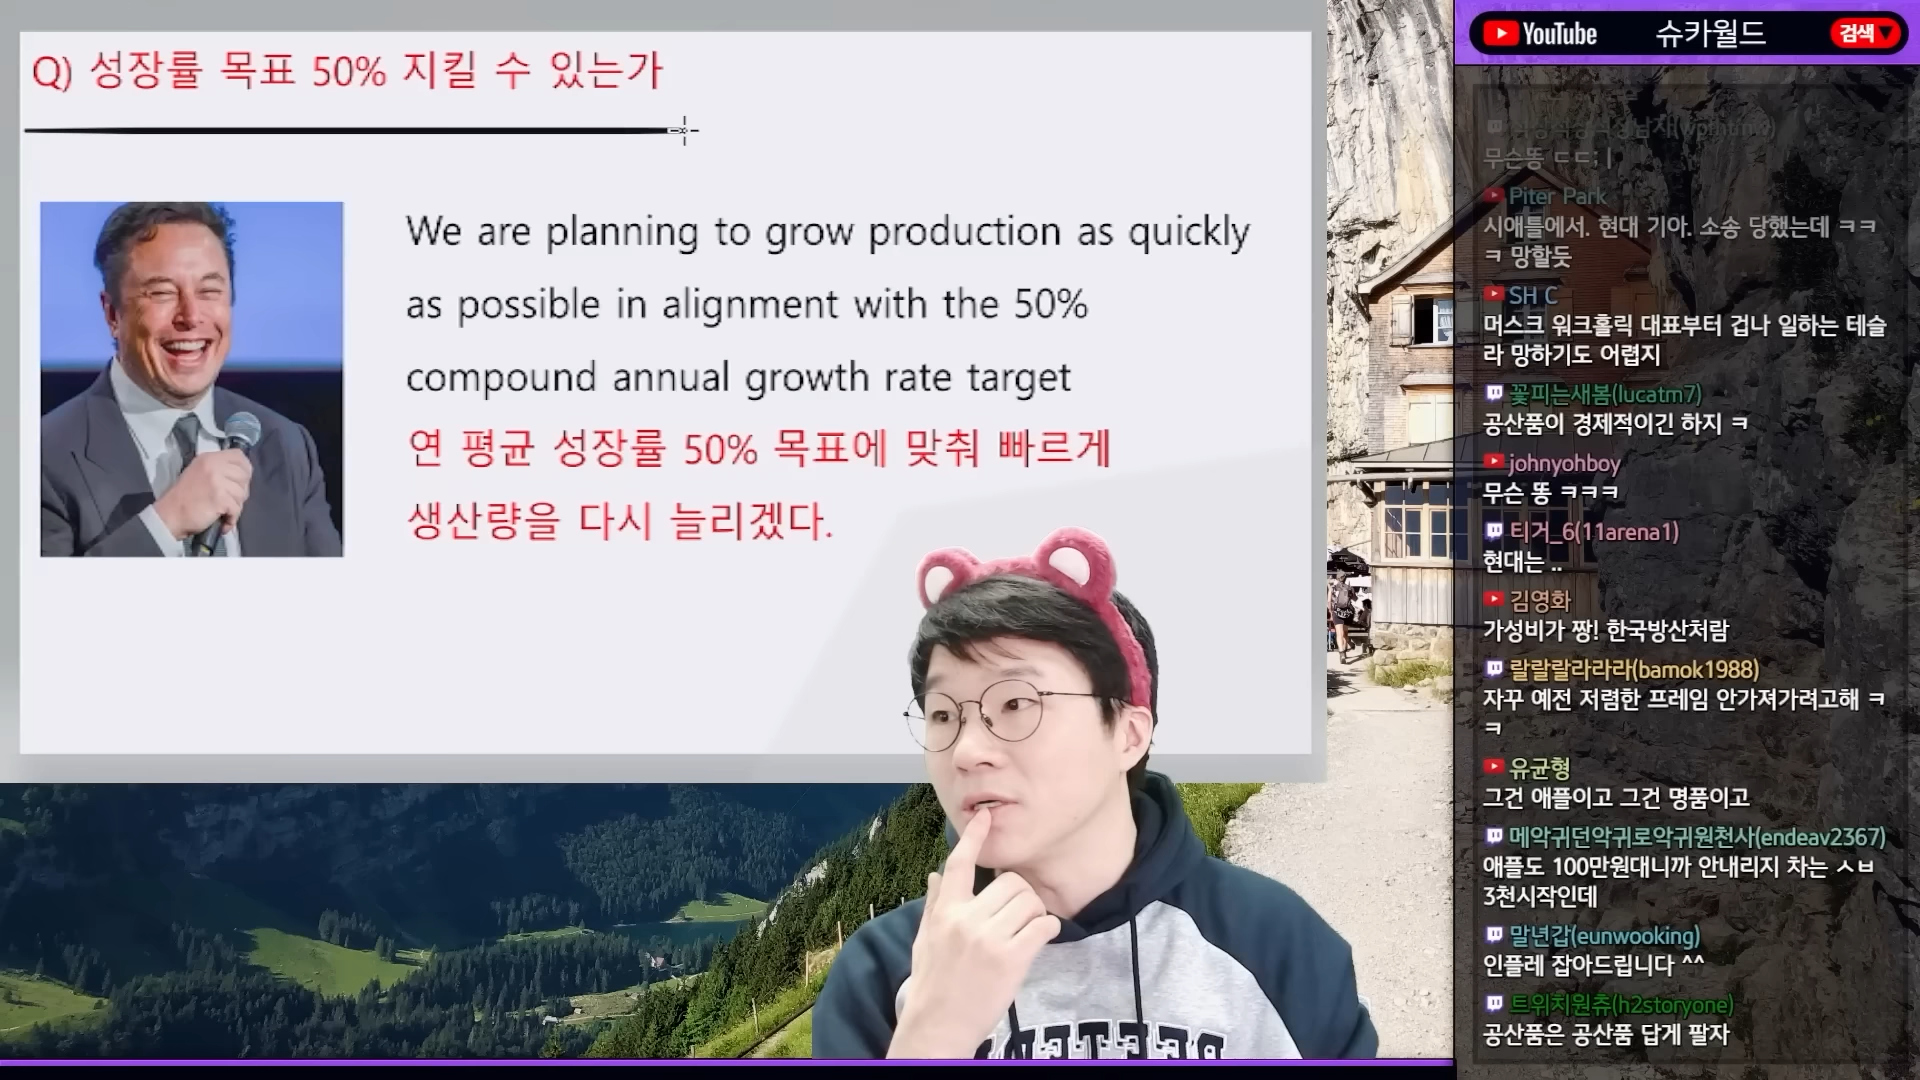 Q) 성장률 목표 50% 지킬 수 있는가
We are planning to grow production as quickly
as possible in alignment with the 50%
compound annual growth rate target
연 평균 성장률 50% 목표에 맞춰 빠르게
생산량을 다시 늘리겠다.
YouTube 슈카월드 검색
무슨똥 ㄷㄷ; |
Piter Park
시애틀에서. 현대 기아. 소송 당했는데 ㅋㅋ
ㅋ 망할듯
SH C
머스크 워크홀릭 대표부터 겁나 일하는 테슬
라 망하기도 어렵지
꽃피는새봄(lucatm7)
공산품이 경제적이긴 하지 ㅋ
johnyohboy
무슨 똥 ㅋㅋㅋ
티거_6(11arena1)
현대는 ..
김영화
가성비가 짱! 한국방산처람
랄랄랄라라라(bamok1988)
자꾸 예전 저렴한 프레임 안가져가려고해 ㅋ
ㅋ
유균형
그건 애플이고 그건 명품이고
메악귀던악귀로악귀원천사(endeav2367)
애플도 100만원대니까 안내리지 차는 ㅅㅂ
3천시작인데
말년갑(eunwooking)
인플레 잡아드립니다 ^^
트위치원츄(h2storyone)
공산품은 공산품 답게 팔자